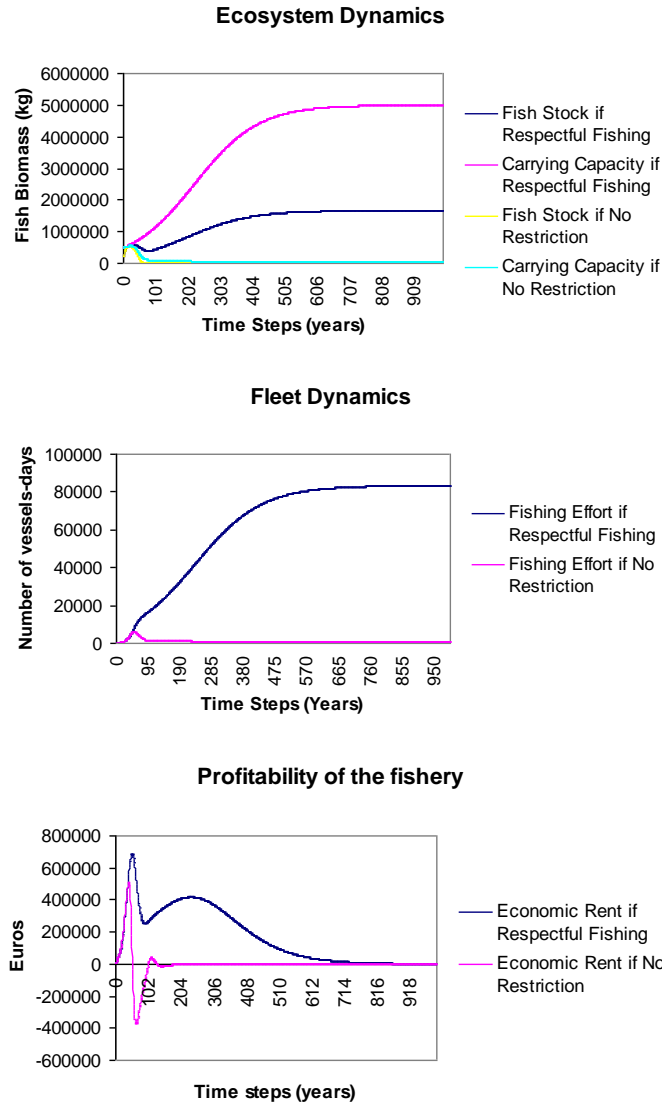 Ecosystem Dynamics
6000000
5000000
4000000
3000000
2000000
1000000
0
Fish Biomass (kg)
0 101 202 303 404 505 606 707 808 909
Time Steps (years)
Fish Stock if
Respectful Fishing
Carrying Capacity if
Respectful Fishing
Fish Stock if No
Restriction
Carrying Capacity if
No Restriction
Fleet Dynamics
100000
80000
60000
40000
20000
0
Number of vessels-days
0 95 190 285 380 475 570 665 760 855 950
Time Steps (Years)
Fishing Effort if
Respectful Fishing
Fishing Effort if No
Restriction
Profitability of the fishery
800000
600000
400000
200000
0
-200000
-400000
-600000
Euros
0 102 204 306 408 510 612 714 816 918
Time steps (years)
Economic Rent if
Respectful Fishing
Economic Rent if No
Restriction